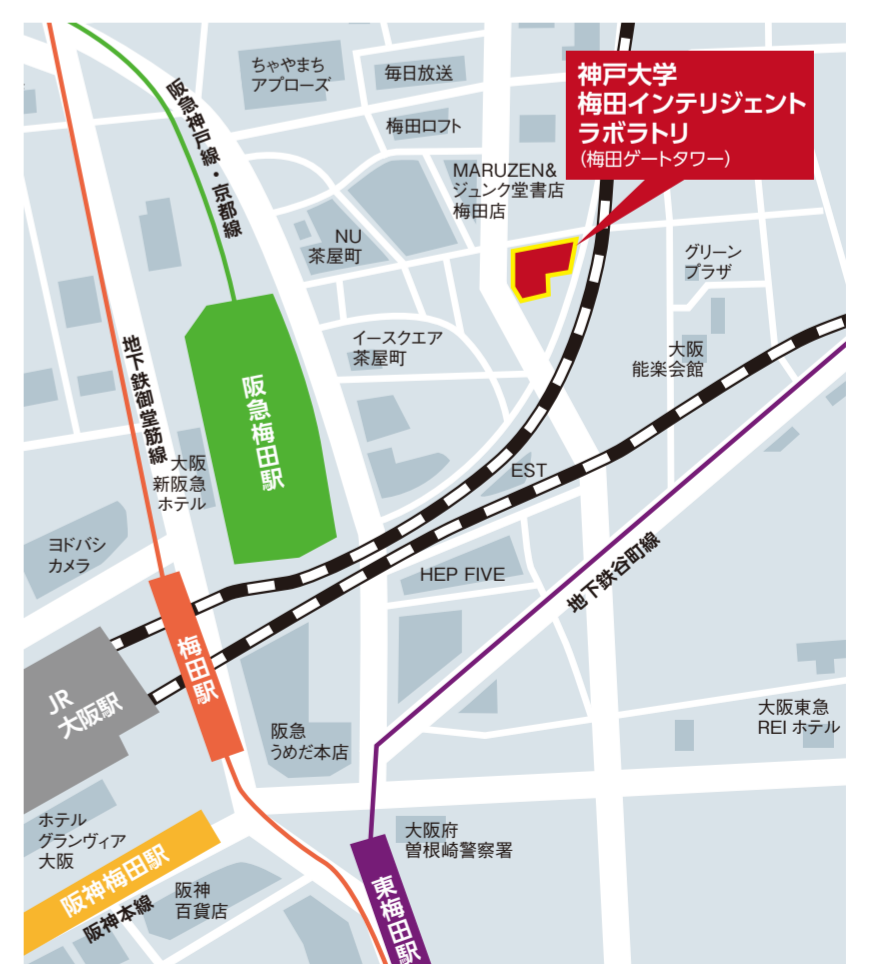 ちゃやまち
アプローズ
毎日放送
神戸大学
梅田インテリジェント
ラボラトリ
(梅田ゲートタワー)
阪急神戸線・京都線
梅田ロフト
MARUZEN&
ジュンク堂書店
梅田店
NU
茶屋町
グリーン
プラザ
イースクエア
茶屋町
大阪
能楽会館
地下鉄御堂筋線
阪急梅田駅
大阪
新阪急
ホテル
EST
ヨドバシ
カメラ
HEP FIVE
地下鉄谷町線
梅田駅
JR
大阪駅
阪急
うめだ本店
大阪東急
REI ホテル
ホテル
グランヴィア
大阪
大阪府
曽根崎警察署
阪神梅田駅
阪神本線
阪神
百貨店
東梅田駅